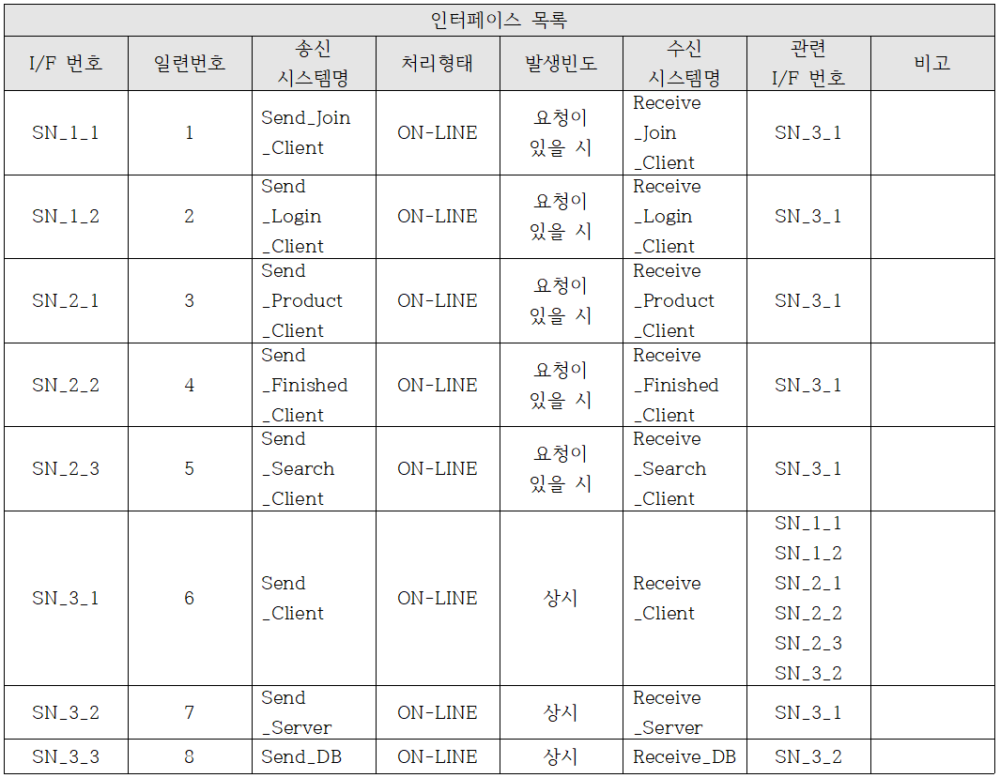 인터페이스 목록
I/F 번호
일련번호
송신
시스템명
처리형태
발생빈도
수신
시스템명
관련
I/F 번호
비고
SN_1_1
1
Send_Join
_Client
ON-LINE
요청이
있을 시
Receive
_Join
_Client
SN_3_1
SN_1_2
2
Send
_Login
_Client
ON-LINE
요청이
있을 시
Receive
_Login
_Client
SN_3_1
SN_2_1
3
Send
_Product
_Client
ON-LINE
요청이
있을 시
Receive
_Product
_Client
SN_3_1
SN_2_2
4
Send
_Finished
_Client
ON-LINE
요청이
있을 시
Receive
_Finished
_Client
SN_3_1
SN_2_3
5
Send
_Search
_Client
ON-LINE
요청이
있을 시
Receive
_Search
_Client
SN_3_1
SN_3_1
6
Send
_Client
ON-LINE
상시
Receive
_Client
SN_1_1
SN_1_2
SN_2_1
SN_2_2
SN_2_3
SN_3_2
SN_3_2
7
Send
_Server
ON-LINE
상시
Receive
_Server
SN_3_1
SN_3_3
8
Send_DB
ON-LINE
상시
Receive_DB
SN_3_2